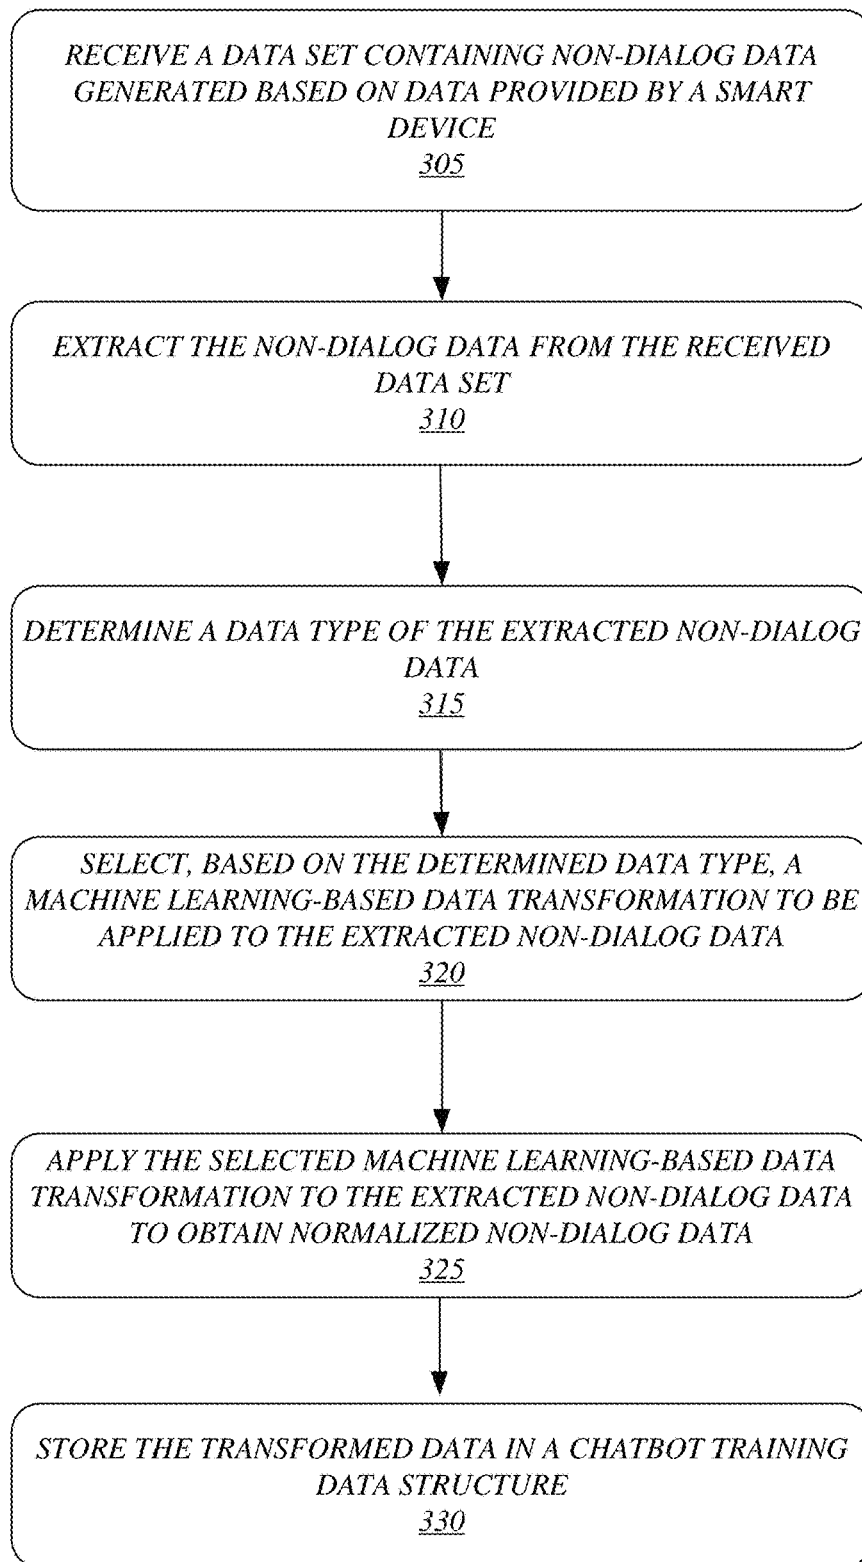 RECEIVE A DATA SET CONTAINING NON-DIALOG DATA
GENERATED BASED ON DATA PROVIDED BY A SMART
DEVICE
305
EXTRACT THE NON-DIALOG DATA FROM THE RECEIVED
DATA SET
310
DETERMINE A DATA TYPE OF THE EXTRACTED NON-DIALOG
DATA
315
SELECT, BASED ON THE DETERMINED DATA TYPE, A
MACHINE LEARNING-BASED DATA TRANSFORMATION TO BE
APPLIED TO THE EXTRACTED NON-DIALOG DATA
320
APPLY THE SELECTED MACHINE LEARNING-BASED DATA
TRANSFORMATION TO THE EXTRACTED NON-DIALOG DATA
TO OBTAIN NORMALIZED NON-DIALOG DATA
325
STORE THE TRANSFORMED DATA IN A CHATBOT TRAINING
DATA STRUCTURE
330